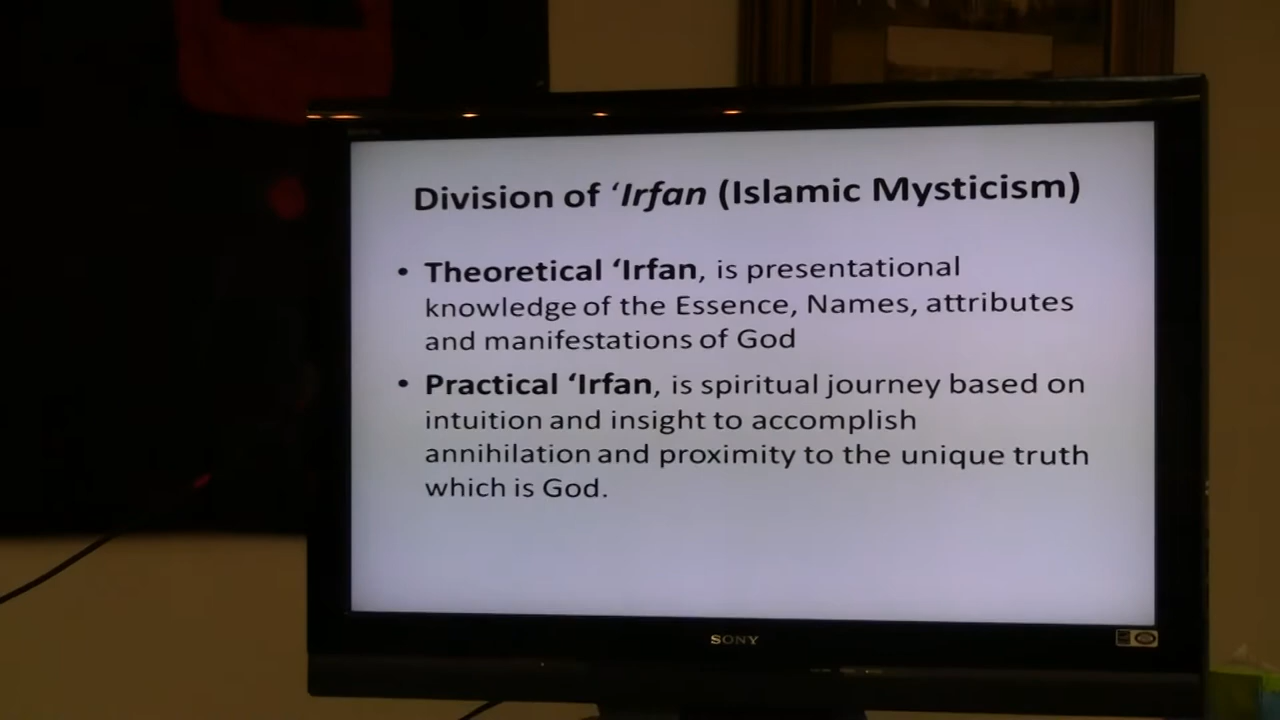 Division of ‘Irfan (Islamic Mysticism)
• Theoretical ‘Irfan, is presentational
knowledge of the Essence, Names, attributes
and manifestations of God
• Practical ‘Irfan, is spiritual journey based on
intuition and insight to accomplish
annihilation and proximity to the unique truth
which is God.
SONY